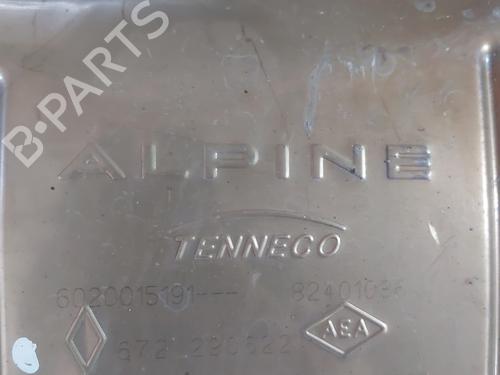 B-PARTS
ALPINE
TENNECO
6020015191---
AEA